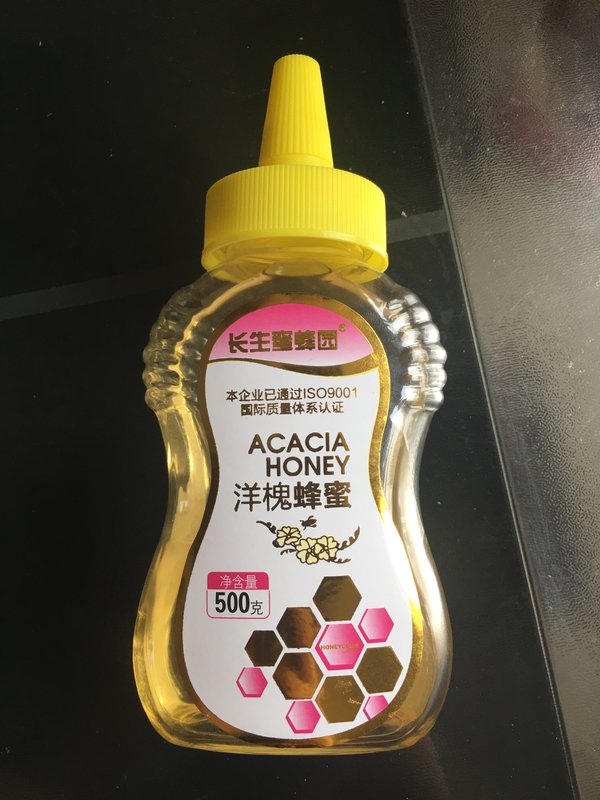 长生蜜蜂园®
本企业已通过ISO9001
国际质量体系认证
ACACIA
HONEY
洋槐蜂蜜
净含量
500克